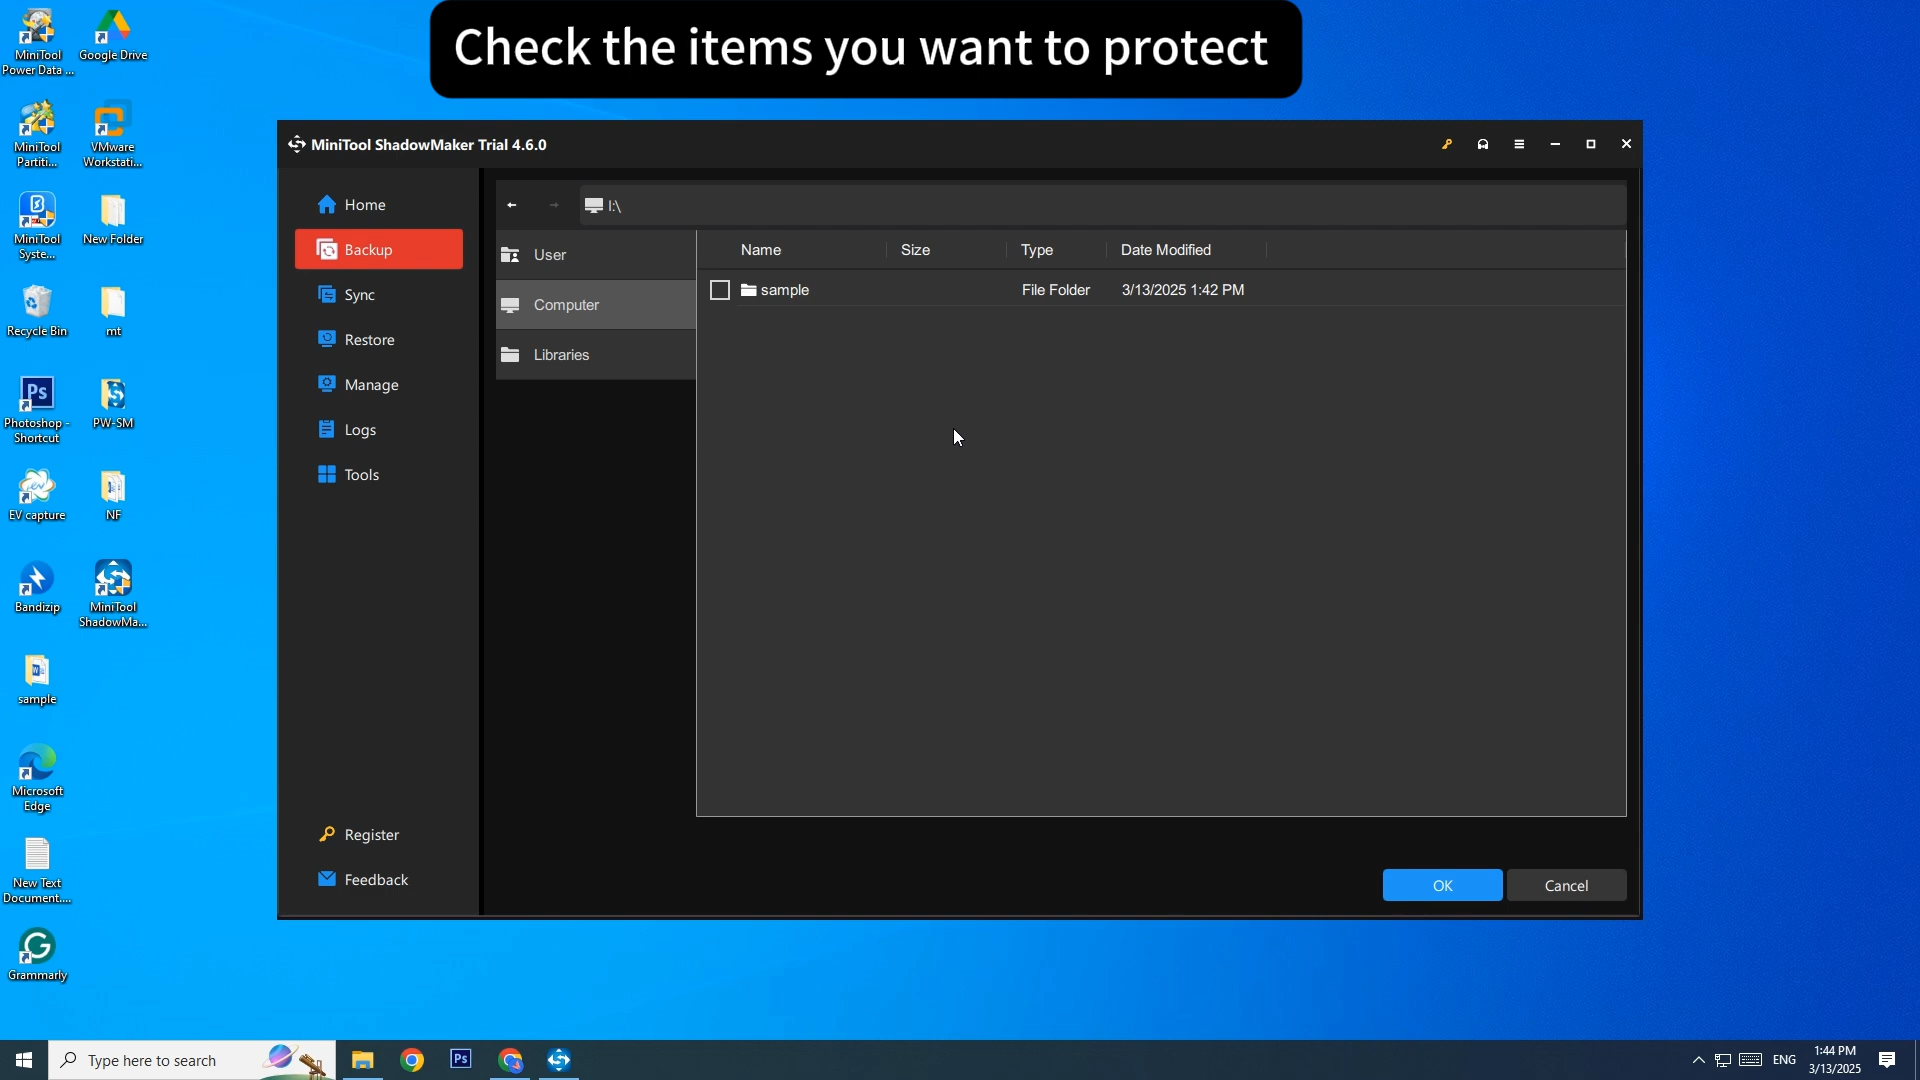 Check the items you want to protect
MiniTool
Power Data ...
Google Drive
MiniTool
Partiti...
VMware
Workstati...
MiniTool
Syste...
New Folder
Recycle Bin
mt
Photoshop -
Shortcut
PW-SM
EV capture
NF
Bandizip
MiniTool
ShadowMa...
sample
Microsoft
Edge
New Text
Document....
Grammarly
MiniTool ShadowMaker Trial 4.6.0
Home
Backup
Sync
Restore
Manage
Logs
Tools
Register
Feedback
I:\
User
Computer
Libraries
Name Size Type Date Modified
sample File Folder 3/13/2025 1:42 PM
OK Cancel
Type here to search
Ps
ENG
1:44 PM
3/13/2025